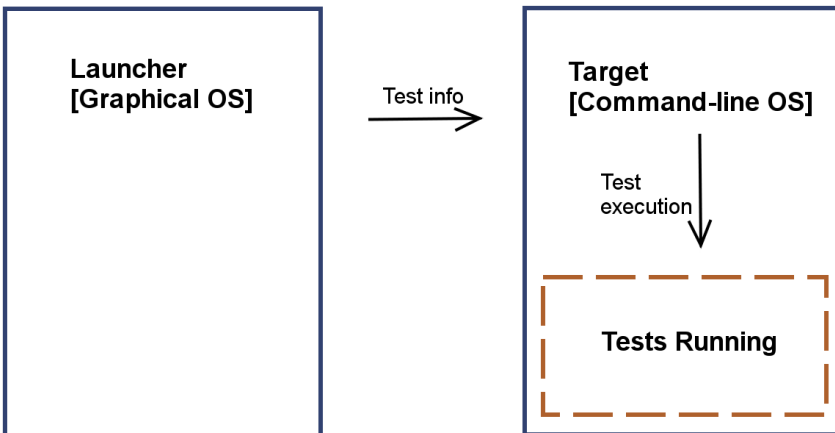 Launcher
[Graphical OS]
Test info
Target
[Command-line OS]
Test
execution
Tests Running